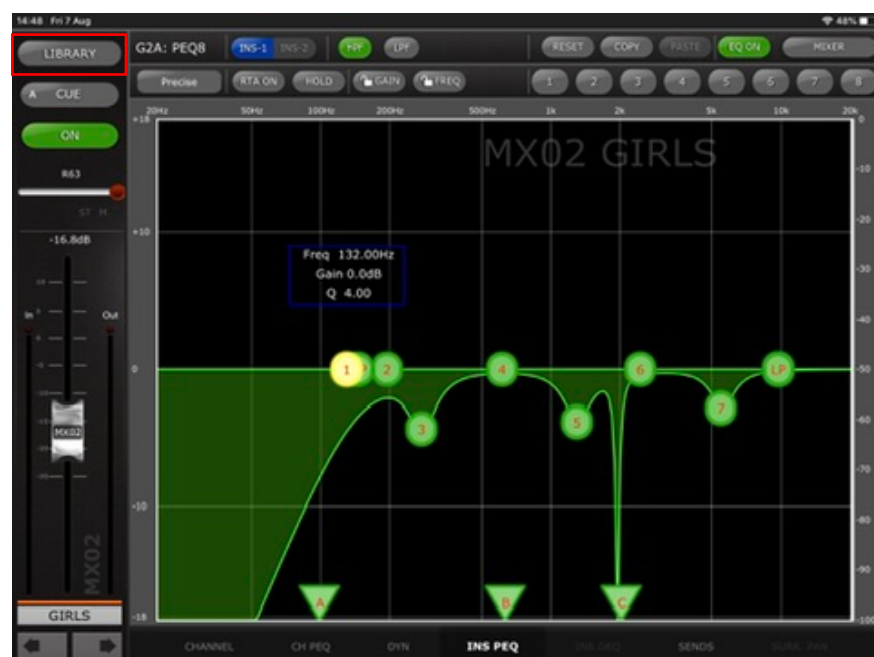 14:48 Fri 7 Aug 48%
LIBRARY G2A: PEQ8 INS-1 INS-2 HPF LPF RESET COPY PASTE EQ ON MIXER
A CUE Precise RTA ON HOLD GAIN FREQ 1 2 3 4 5 6 7 8
ON
20Hz 50Hz 100Hz 200Hz 500Hz 1k 2k 5k 10k 20k
+18 0
MX02 GIRLS
R63
-10
ST M
-20
-16.8dB +10
Freq 132.00Hz
Gain 0.0dB
Q 4.00
-30
10
In 5 Out
-40
0
0 1 2 4 6 LP -50
MX02 3 5 7
-60
-10 -80
-70
-90
MX02
A B C
GIRLS -18 -100
CHANNEL CH PEQ DYN INS PEQ INS GEQ SENDS SURR. PAN